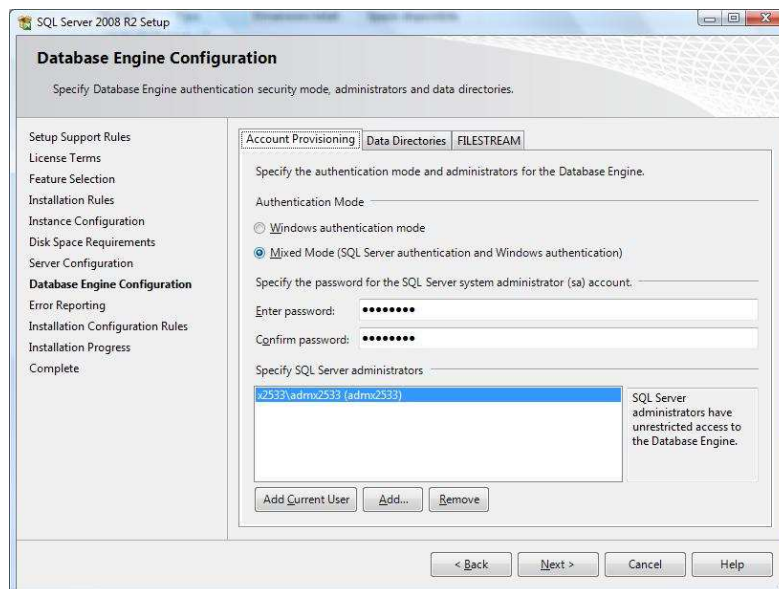 SQL Server 2008 R2 Setup
Database Engine Configuration
Specify Database Engine authentication security mode, administrators and data directories.
Setup Support Rules
License Terms
Feature Selection
Installation Rules
Instance Configuration
Disk Space Requirements
Server Configuration
Database Engine Configuration
Error Reporting
Installation Configuration Rules
Installation Progress
Complete
Account Provisioning
Data Directories
FILESTREAM
Specify the authentication mode and administrators for the Database Engine.
Authentication Mode
Windows authentication mode
Mixed Mode (SQL Server authentication and Windows authentication)
Specify the password for the SQL Server system administrator (sa) account.
Enter password: ●●●●●●●●
Confirm password: ●●●●●●●●
Specify SQL Server administrators
x2533\admx2533 (admx2533)
SQL Server
administrators have
unrestricted access to
the Database Engine.
Add Current User
Add...
Remove
< Back
Next >
Cancel
Help